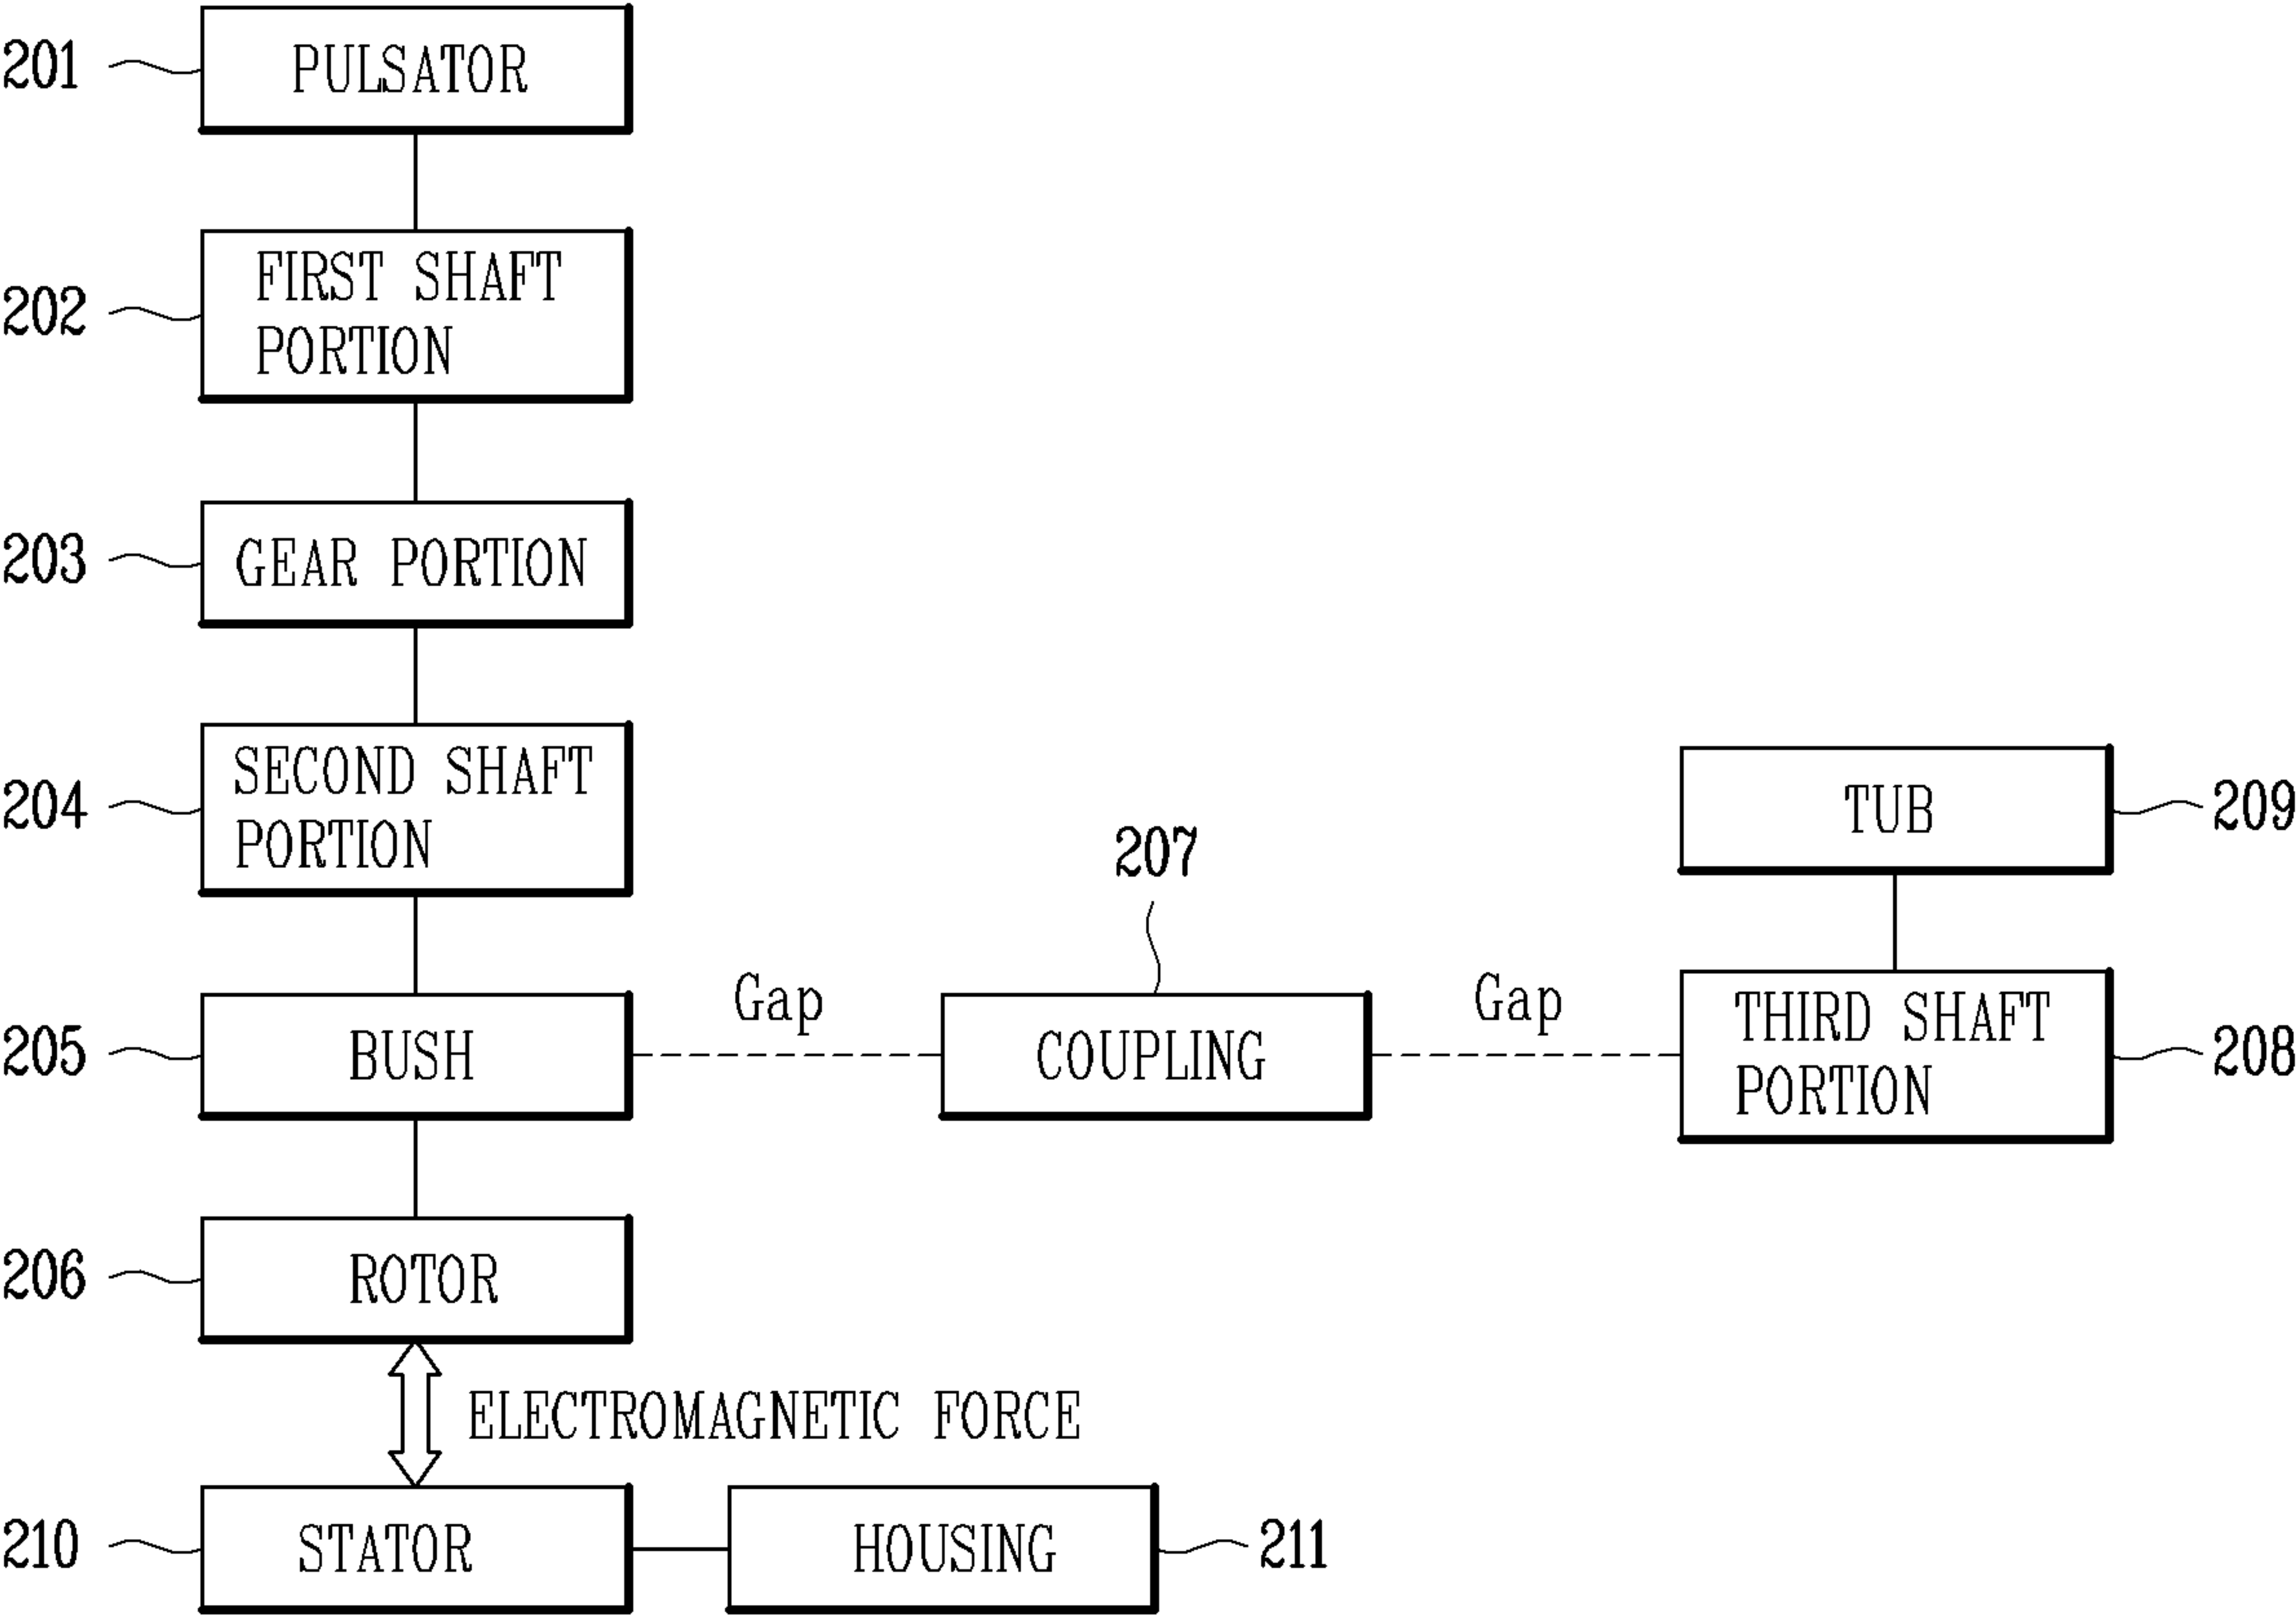 201
PULSATOR
202
FIRST SHAFT
PORTION
203
GEAR PORTION
204
SECOND SHAFT
PORTION
TUB
209
207
205
BUSH
Gap
COUPLING
Gap
THIRD SHAFT
PORTION
208
206
ROTOR
ELECTROMAGNETIC FORCE
210
STATOR
HOUSING
211